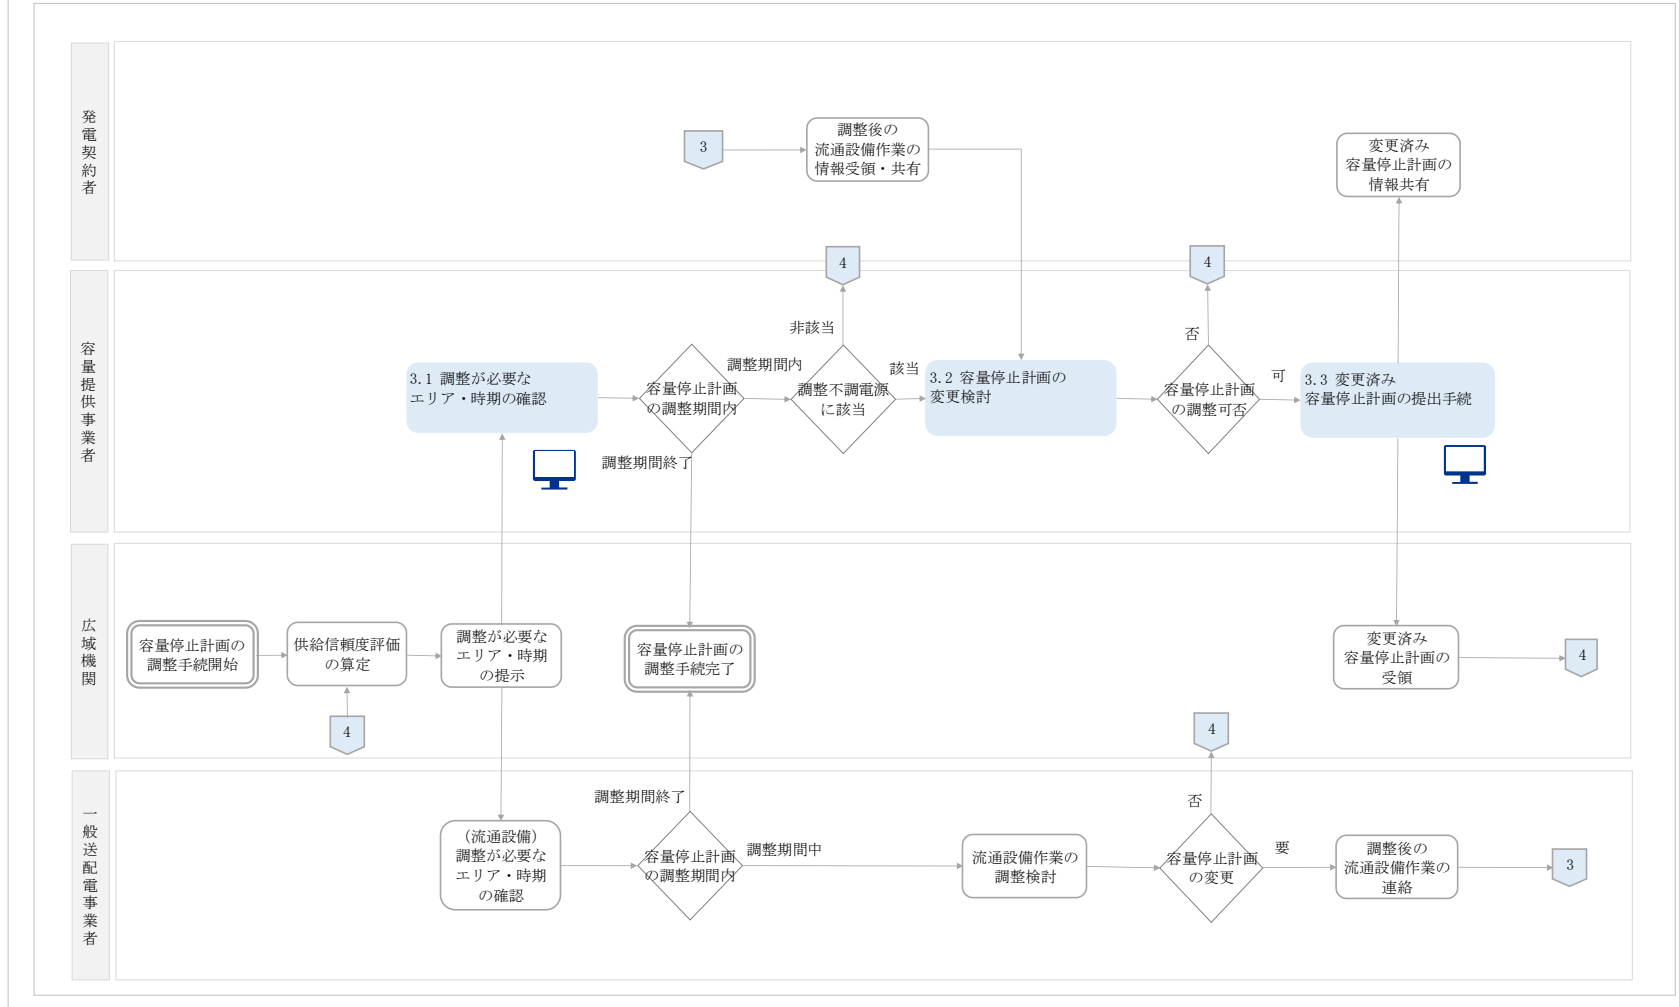 発電契約者
3
調整後の
流通設備作業の
情報受領・共有
変更済み
容量停止計画の
情報共有
容量提供事業者
4
4
非該当
否
3.1 調整が必要な
エリア・時期の確認
容量停止計画
の調整期間内
調整期間内
調整期間終了
調整不調電源
に該当
該当
3.2 容量停止計画の
変更検討
容量停止計画
の調整可否
可
3.3 変更済み
容量停止計画の提出手続
広域機関
容量停止計画の
調整手続開始
供給信頼度評価
の算定
調整が必要な
エリア・時期
の提示
容量停止計画の
調整手続完了
変更済み
容量停止計画の
受領
4
4
4
一般送配電事業者
(流通設備)
調整が必要な
エリア・時期
の確認
調整期間終了
容量停止計画
の調整期間内
調整期間中
流通設備作業の
調整検討
否
容量停止計画
の変更
要
調整後の
流通設備作業の
連絡
3